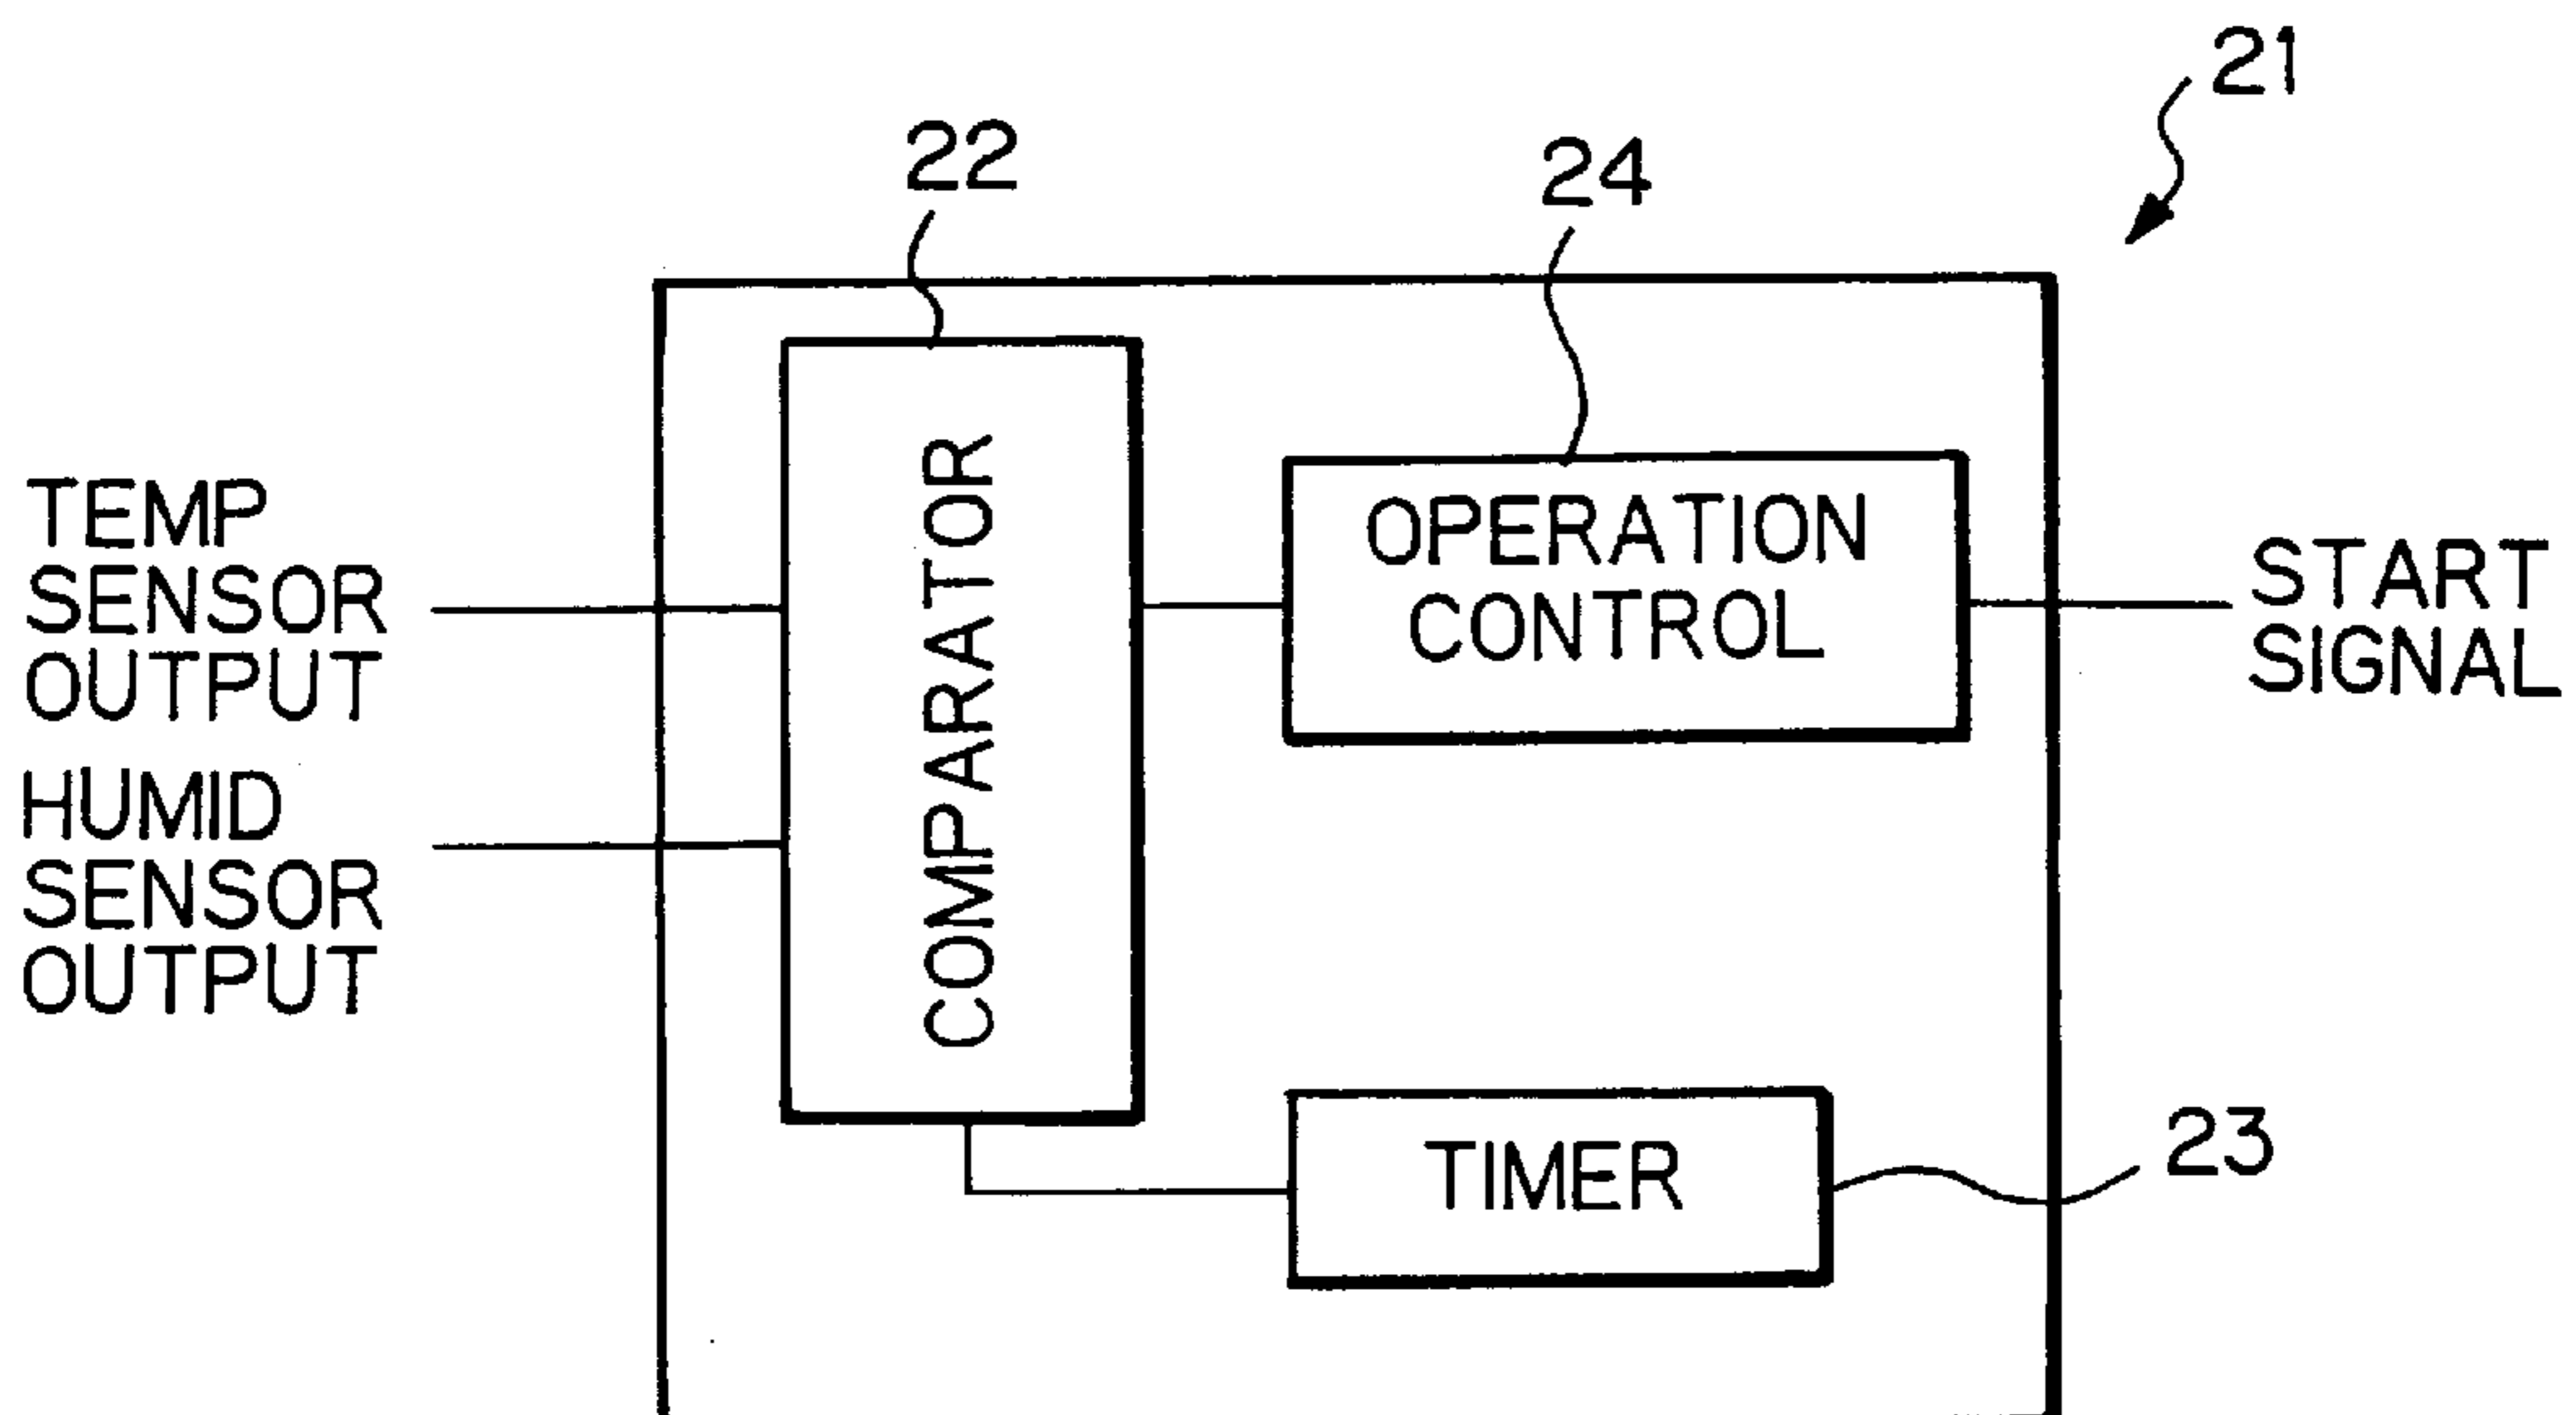 21
22
24
TEMP
SENSOR
OUTPUT
HUMID
SENSOR
OUTPUT
COMPARATOR
OPERATION
CONTROL
START
SIGNAL
TIMER
23